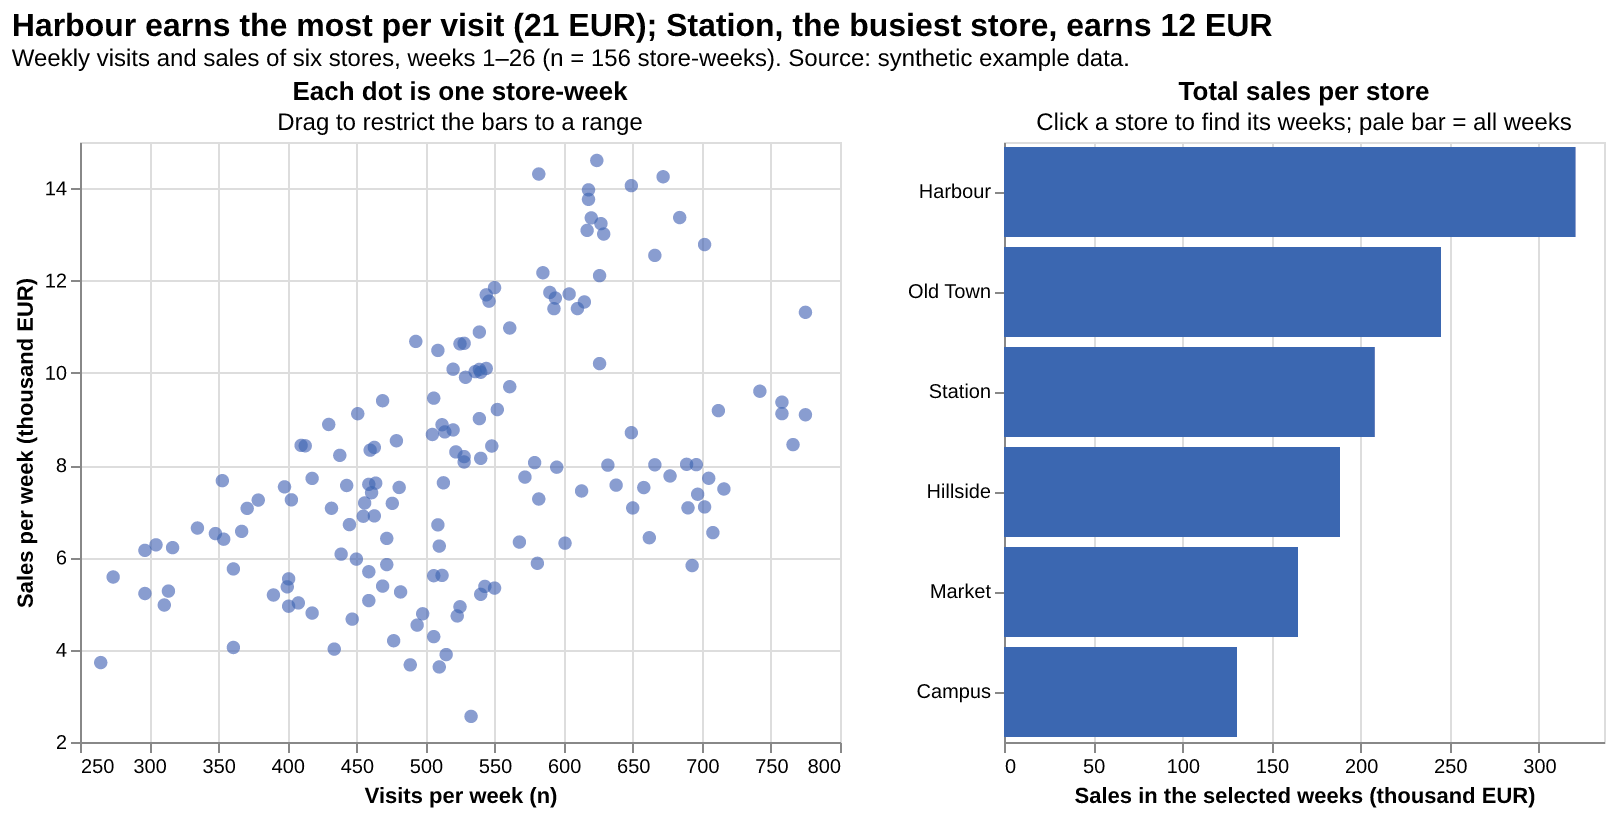 Harbour earns the most per visit (21 EUR); Station, the busiest store, earns 12 EUR
Weekly visits and sales of six stores, weeks 1–26 (n = 156 store-weeks). Source: synthetic example data.
Each dot is one store-week
Drag to restrict the bars to a range
Sales per week (thousand EUR)
14
12
10
8
6
4
2
250 300 350 400 450 500 550 600 650 700 750 800
Visits per week (n)
Total sales per store
Click a store to find its weeks; pale bar = all weeks
Harbour
Old Town
Station
Hillside
Market
Campus
0 50 100 150 200 250 300
Sales in the selected weeks (thousand EUR)